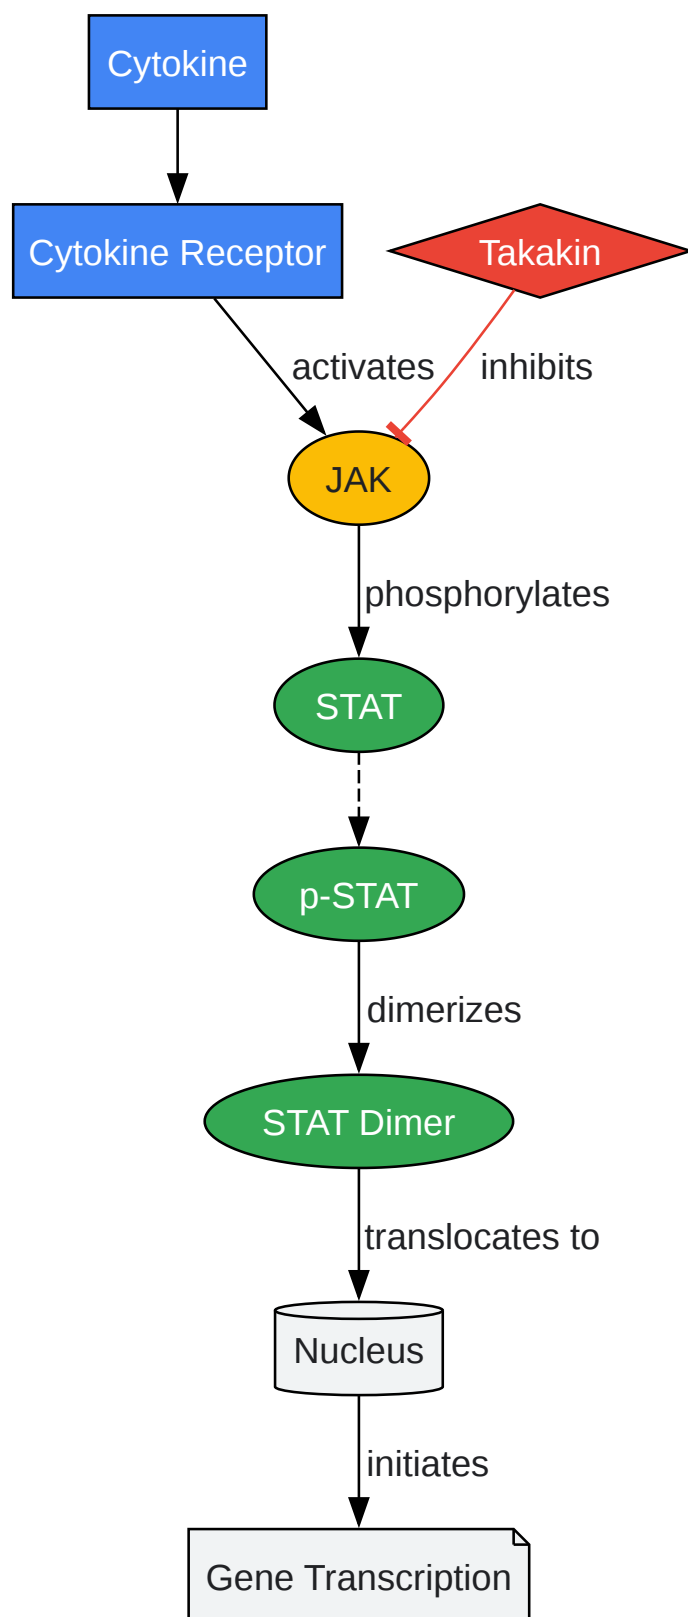 Cytokine
Cytokine Receptor
Takakin
activates
inhibits
JAK
phosphorylates
STAT
p-STAT
dimerizes
STAT Dimer
translocates to
Nucleus
initiates
Gene Transcription